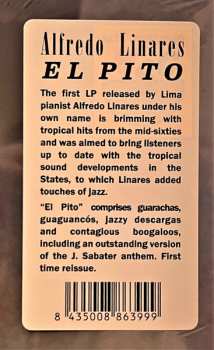 Alfredo Linares
EL PITO
The first LP released by Lima
pianist Alfredo Linares under his
own name is brimming with
tropical hits from the mid-sixties
and was aimed to bring listeners
up to date with the tropical
sound developments in the
States, to which Linares added
touches of jazz.
“El Pito” comprises guarachas,
guaguancós, jazzy descargas
and contagious boogaloos,
including an outstanding version
of the J. Sabater anthem. First
time reissue.
8 435008 863999